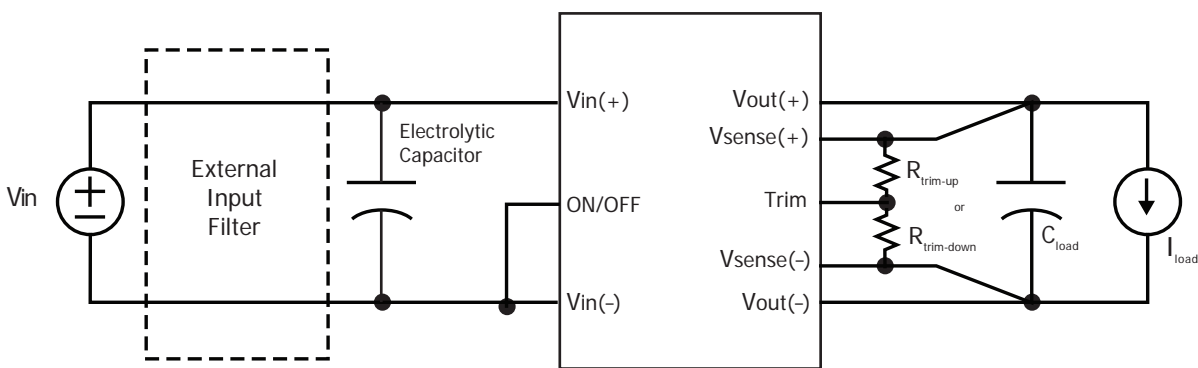 Vin
External
Input
Filter
Electrolytic
Capacitor
Vin(+)
ON/OFF
Vin(–)
Vout(+)
Vsense(+)
Trim
Vsense(–)
Vout(–)
Rtrim-up
or
Rtrim-down
Cload
Iload